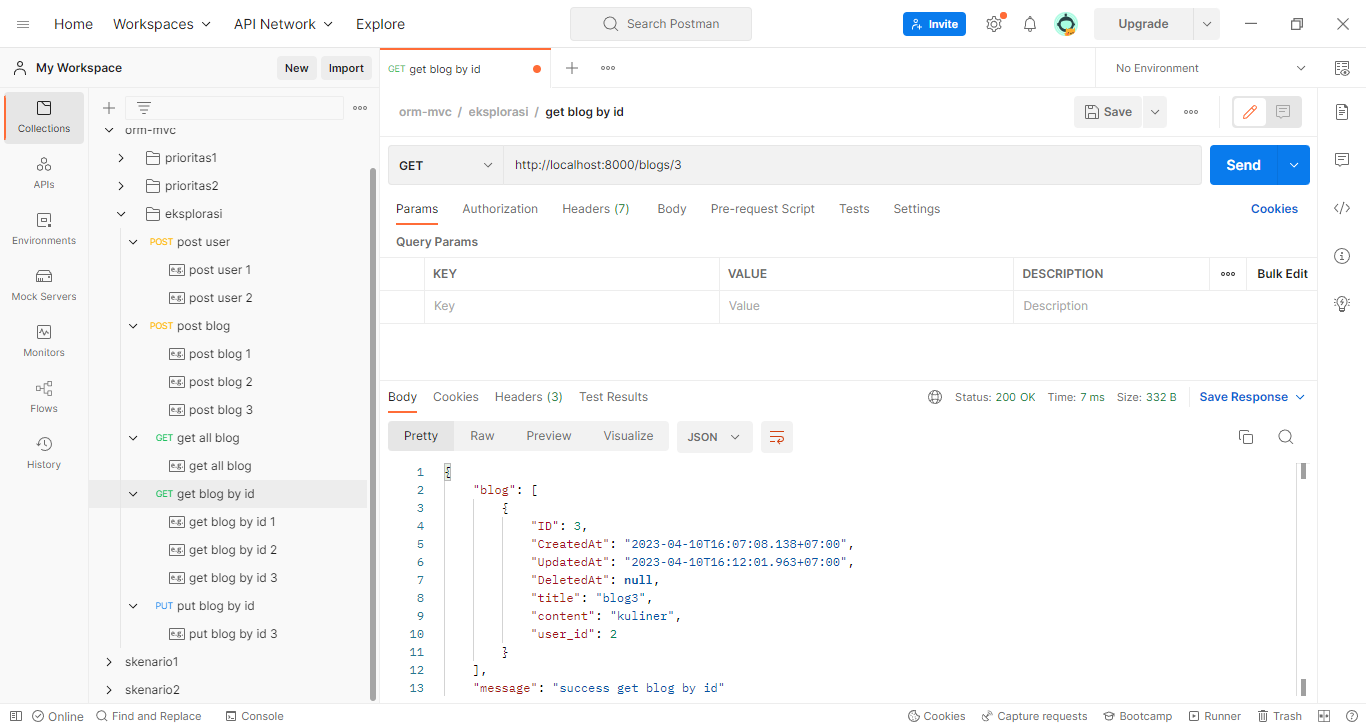 Home Workspaces API Network Explore Search Postman Invite Upgrade
My Workspace New Import GET get blog by id No Environment
Collections
APIs
Environments
Mock Servers
Monitors
Flows
History
orm-mvc
prioritas1
prioritas2
eksplorasi
POST post user
e.g. post user 1
e.g. post user 2
POST post blog
e.g. post blog 1
e.g. post blog 2
e.g. post blog 3
GET get all blog
e.g. get all blog
GET get blog by id
e.g. get blog by id 1
e.g. get blog by id 2
e.g. get blog by id 3
PUT put blog by id
e.g. put blog by id 3
skenario1
skenario2
orm-mvc / eksplorasi / get blog by id Save
GET http://localhost:8000/blogs/3 Send
Params Authorization Headers (7) Body Pre-request Script Tests Settings Cookies
Query Params
KEY VALUE DESCRIPTION Bulk Edit
Key Value Description
Body Cookies Headers (3) Test Results Status: 200 OK Time: 7 ms Size: 332 B Save Response
Pretty Raw Preview Visualize JSON
1 {
2 "blog": [
3 {
4 "ID": 3,
5 "CreatedAt": "2023-04-10T16:07:08.138+07:00",
6 "UpdatedAt": "2023-04-10T16:12:01.963+07:00",
7 "DeletedAt": null,
8 "title": "blog3",
9 "content": "kuliner",
10 "user_id": 2
11 }
12 ],
13 "message": "success get blog by id"
Online Find and Replace Console Cookies Capture requests Bootcamp Runner Trash